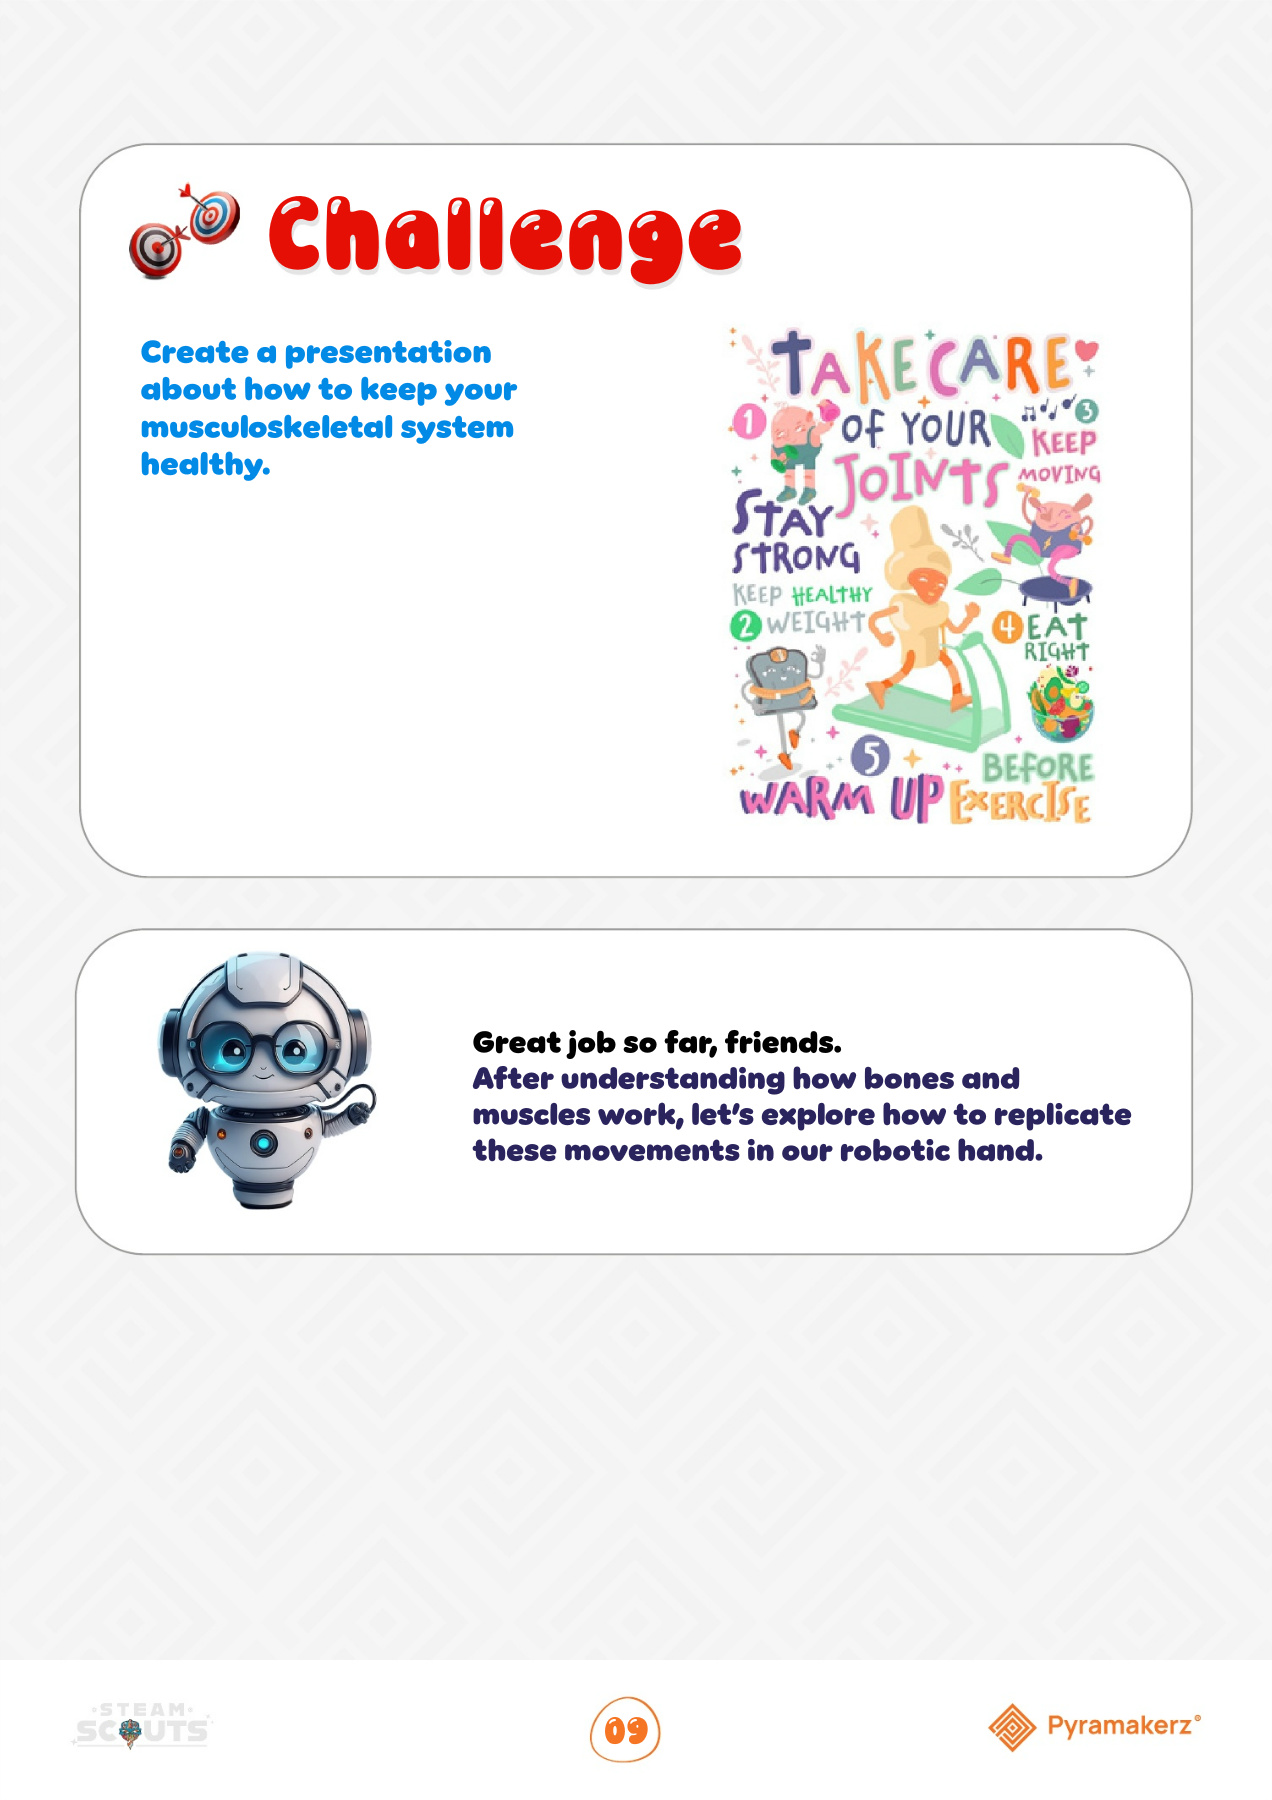 Challenge
Create a presentation
about how to keep your
musculoskeletal system
healthy.
TAKE CARE
OF YOUR
JOINTS
1
STAY
STRONG
KEEP HEALTHY
2 WEIGHT
3
KEEP
MOVING
4 EAT
RIGHT
5
WARM UP BEFORE
EXERCISE
Great job so far, friends.
After understanding how bones and
muscles work, let's explore how to replicate
these movements in our robotic hand.
STEAM
SCOUTS
09
Pyramakerz®